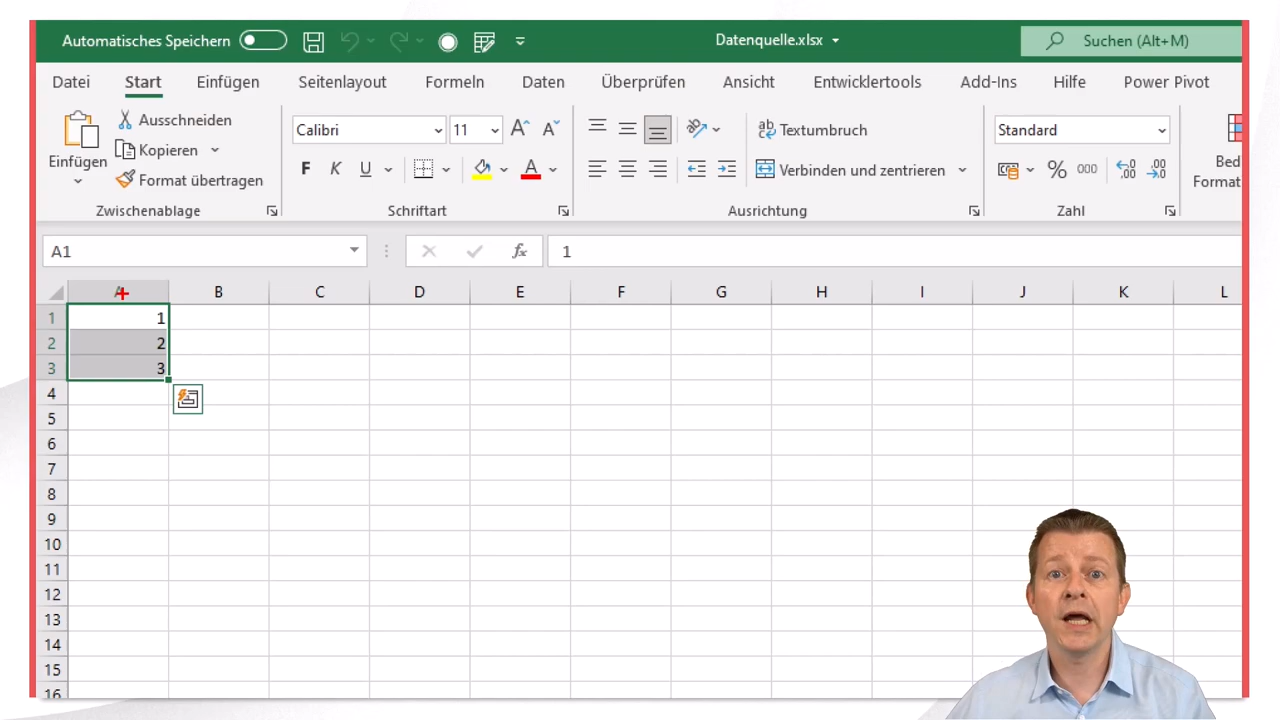 Automatisches Speichern
Datenquelle.xlsx
Suchen (Alt+M)
Datei Start Einfügen Seitenlayout Formeln Daten Überprüfen Ansicht Entwicklertools Add-Ins Hilfe Power Pivot
Einfügen
Ausschneiden
Kopieren
Format übertragen
Zwischenablage
Calibri 11 A A
F K U A
Schriftart
ab Textumbruch
Verbinden und zentrieren
Ausrichtung
Standard
% 000 ,00
Zahl
Bed
Format
A1 fx 1
A B C D E F G H I J K L
1 1
2 2
3 3
4
5
6
7
8
9
10
11
12
13
14
15
16